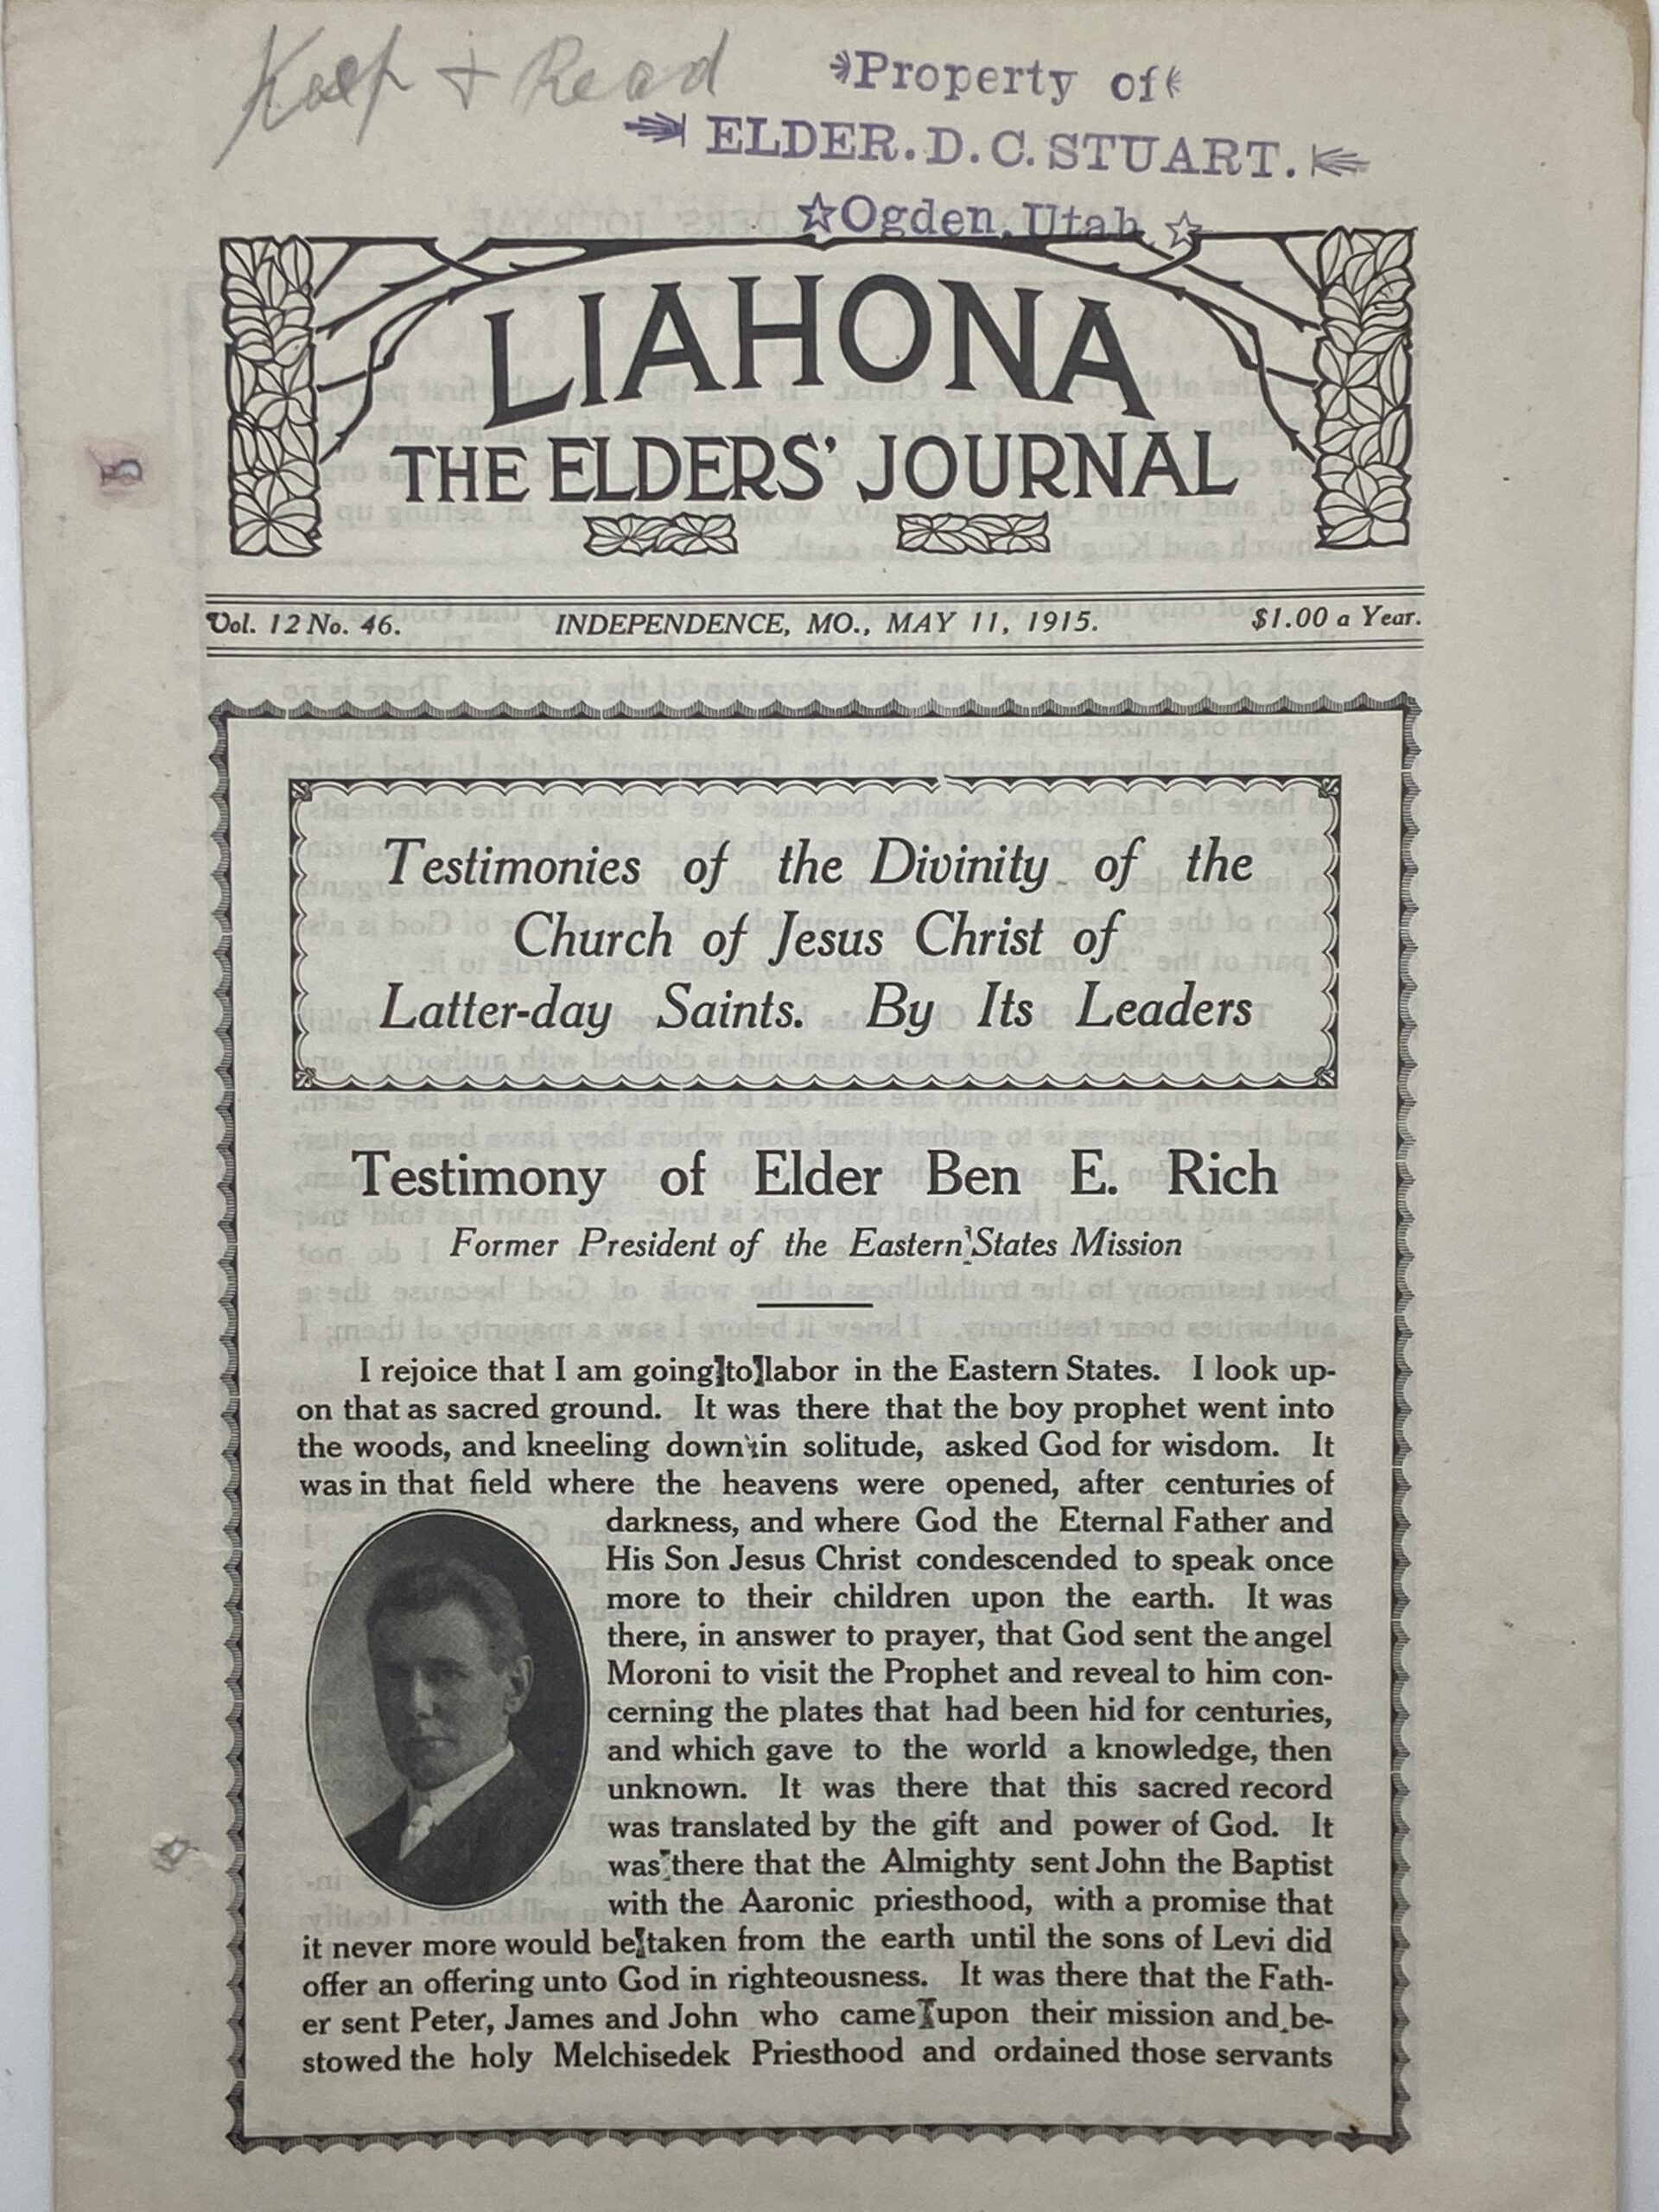 Keep + Read
Property of
ELDER. D. C. STUART.
Ogden, Utah
LIAHONA
THE ELDERS' JOURNAL
Vol. 12 No. 46. INDEPENDENCE, MO., MAY 11, 1915. $1.00 a Year.
Testimonies of the Divinity of the
Church of Jesus Christ of
Latter-day Saints. By Its Leaders
Testimony of Elder Ben E. Rich
Former President of the Eastern States Mission
I rejoice that I am going to labor in the Eastern States. I look up-
on that as sacred ground. It was there that the boy prophet went into
the woods, and kneeling down in solitude, asked God for wisdom. It
was in that field where the heavens were opened, after centuries of
darkness, and where God the Eternal Father and
His Son Jesus Christ condescended to speak once
more to their children upon the earth. It was
there, in answer to prayer, that God sent the angel
Moroni to visit the Prophet and reveal to him con-
cerning the plates that had been hid for centuries,
and which gave to the world a knowledge, then
unknown. It was there that this sacred record
was translated by the gift and power of God. It
was there that the Almighty sent John the Baptist
with the Aaronic priesthood, with a promise that
it never more would be taken from the earth until the sons of Levi did
offer an offering unto God in righteousness. It was there that the Fath-
er sent Peter, James and John who came upon their mission and be-
stowed the holy Melchisedek Priesthood and ordained those servants